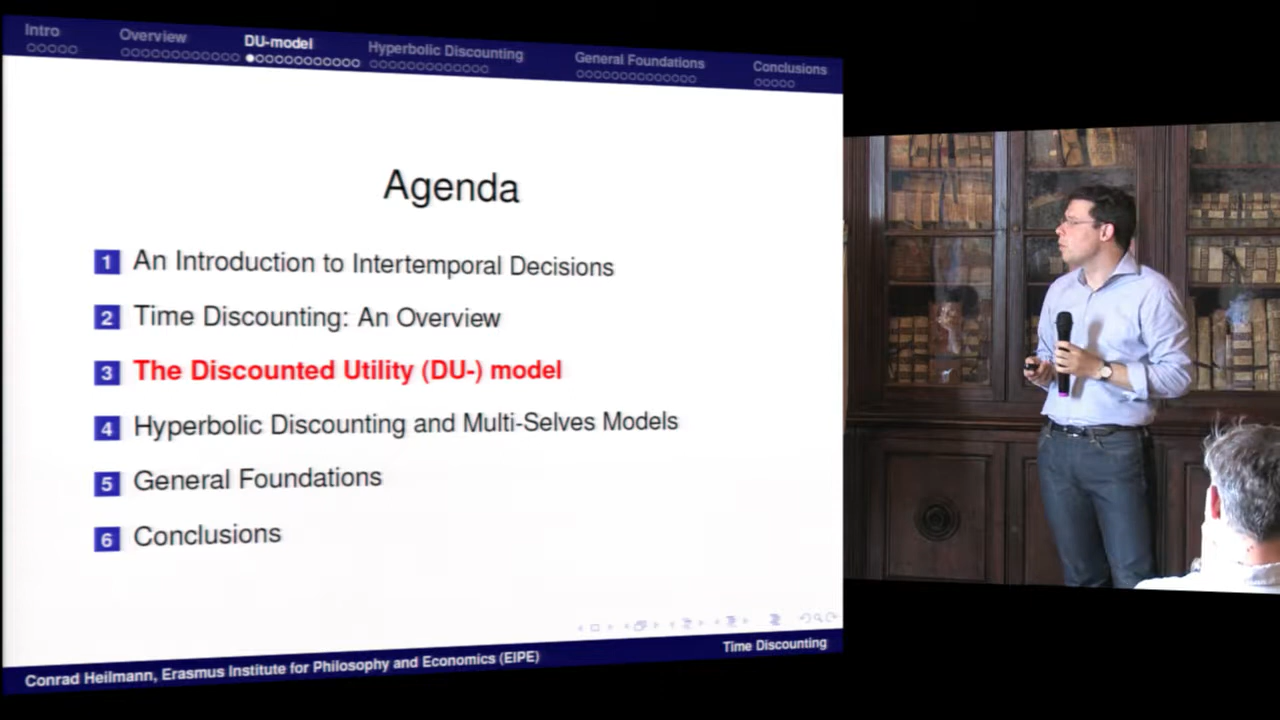 Intro
Overview
DU-model
Hyperbolic Discounting
General Foundations
Conclusions
Agenda
1 An Introduction to Intertemporal Decisions
2 Time Discounting: An Overview
3 The Discounted Utility (DU-) model
4 Hyperbolic Discounting and Multi-Selves Models
5 General Foundations
6 Conclusions
Conrad Heilmann, Erasmus Institute for Philosophy and Economics (EIPE)
Time Discounting